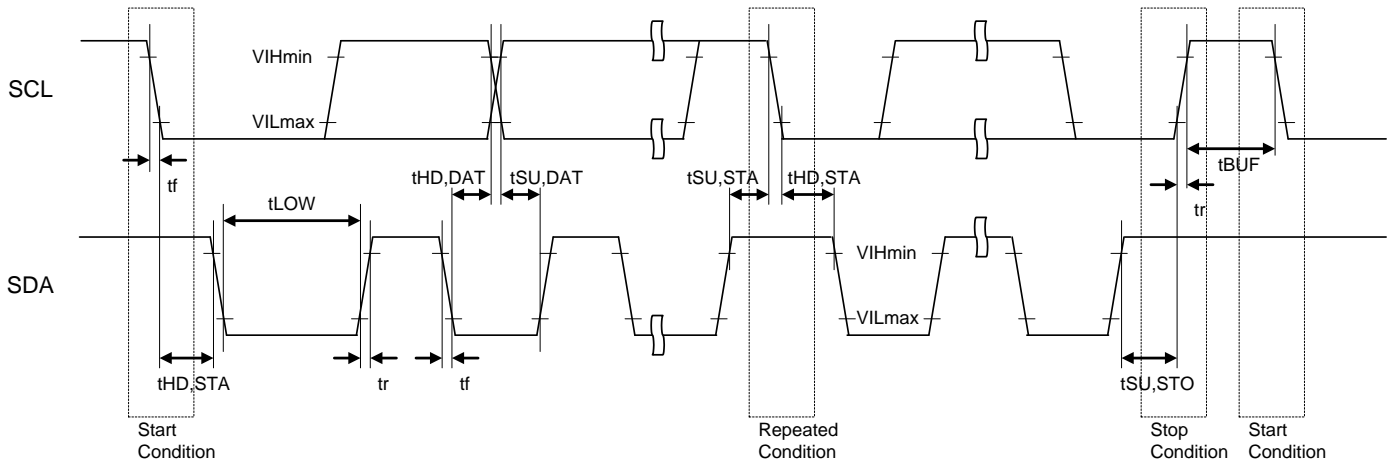 SCL
VIHmin
VILmax
tf
tHD,DAT
tSU,DAT
tSU,STA
tHD,STA
tBUF
tr
tLOW
SDA
VIHmin
VILmax
tHD,STA
tr
tf
tSU,STO
Start
Condition
Repeated
Condition
Stop
Condition
Start
Condition